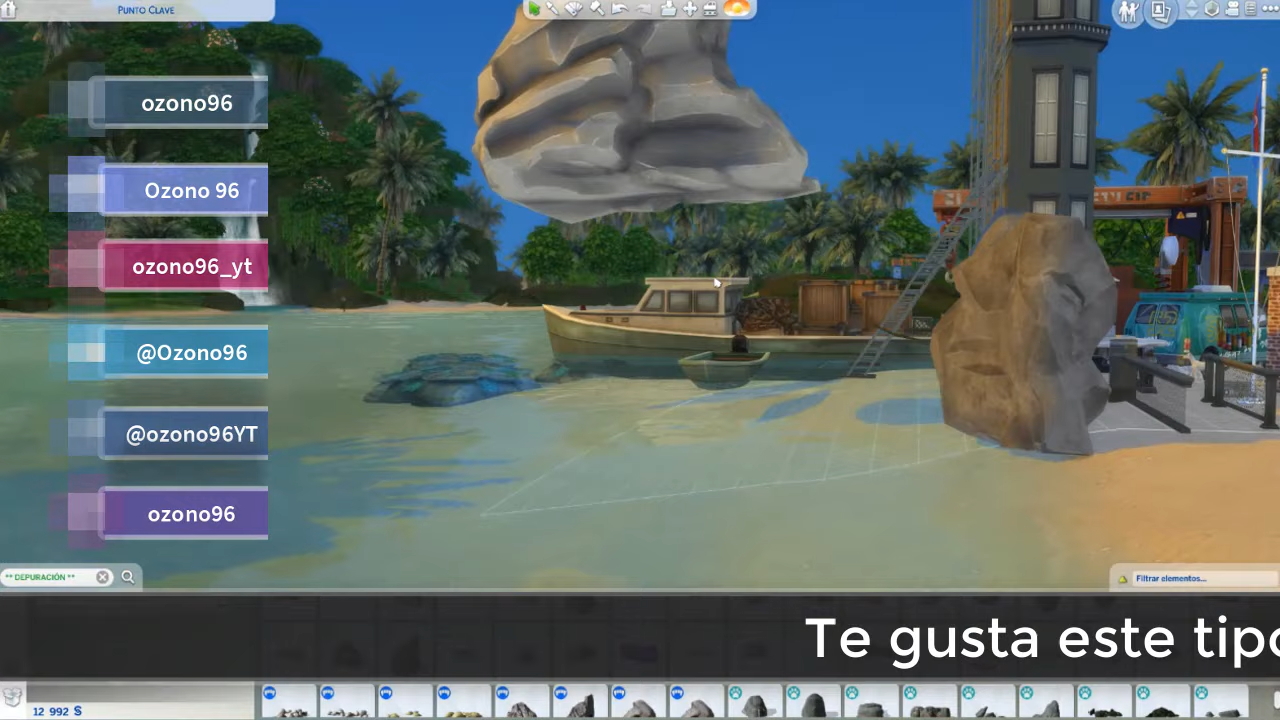 PUNTO CLAVE
ozono96
Ozono 96
ozono96_yt
@Ozono96
@ozono96YT
ozono96
** DEPURACIÓN **
Filtrar elementos...
Te gusta este tipo
12 992 $